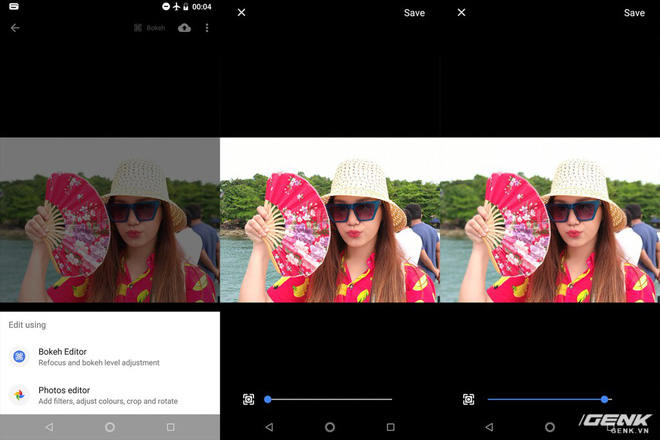 00:04
Bokeh
Edit using
Bokeh Editor
Refocus and bokeh level adjustment
Photos editor
Add filters, adjust colours, crop and rotate
Save
Save
GENK
GENK.VN